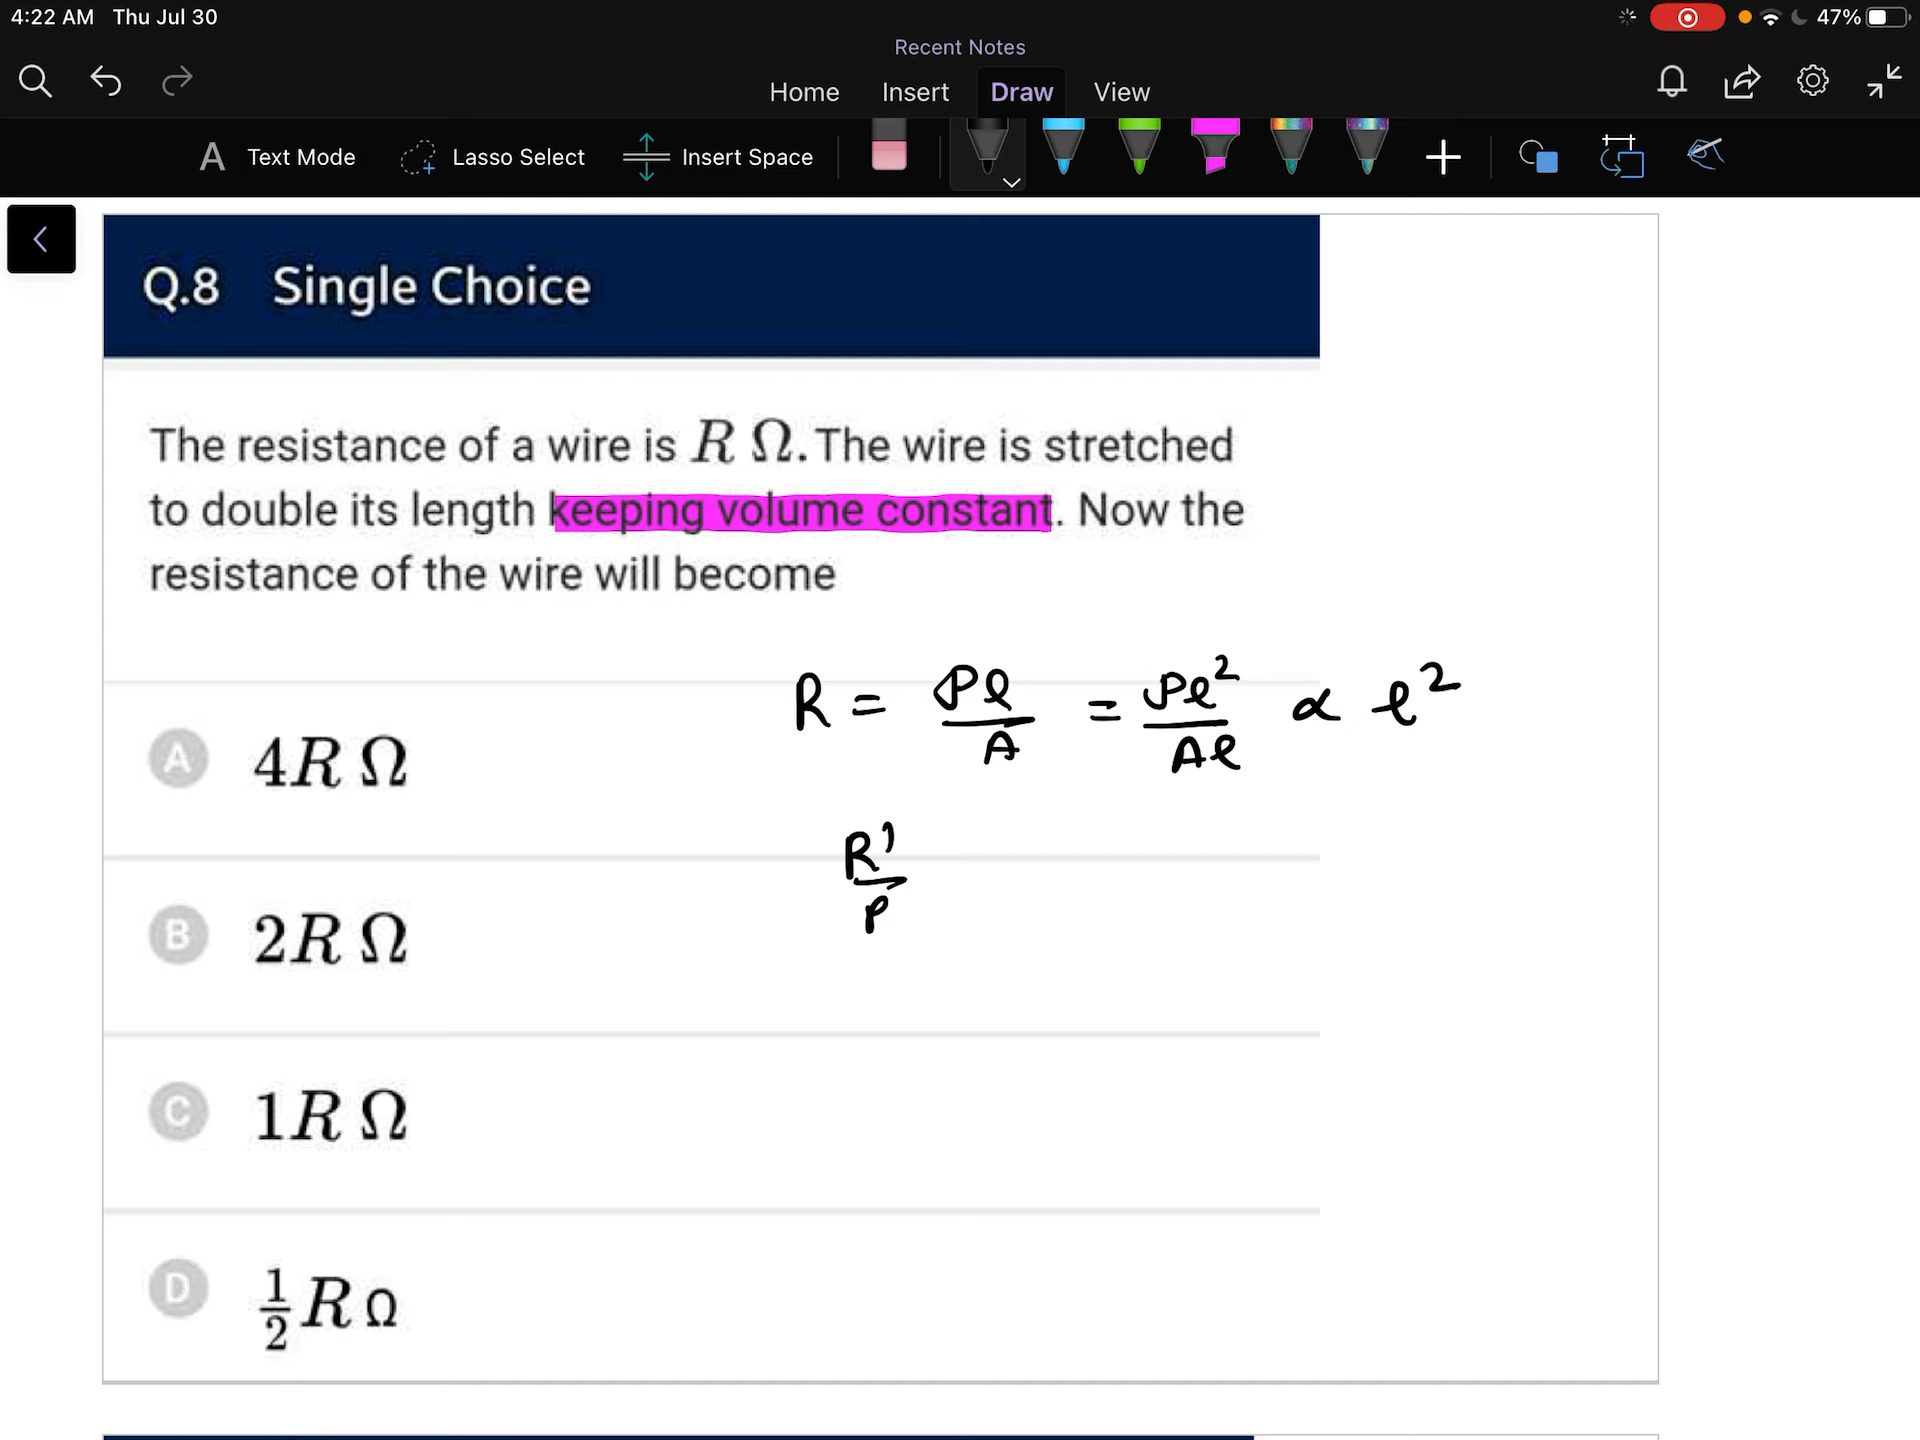 4:22 AM Thu Jul 30
47%
Recent Notes
Home Insert Draw View
A Text Mode Lasso Select Insert Space
Q.8 Single Choice
The resistance of a wire is R Ω. The wire is stretched
to double its length keeping volume constant. Now the
resistance of the wire will become
R = ρℓ/A = ρℓ²/Aℓ ∝ ℓ²
A 4R Ω
R'/ρ
B 2R Ω
C 1R Ω
D 1/2 R Ω